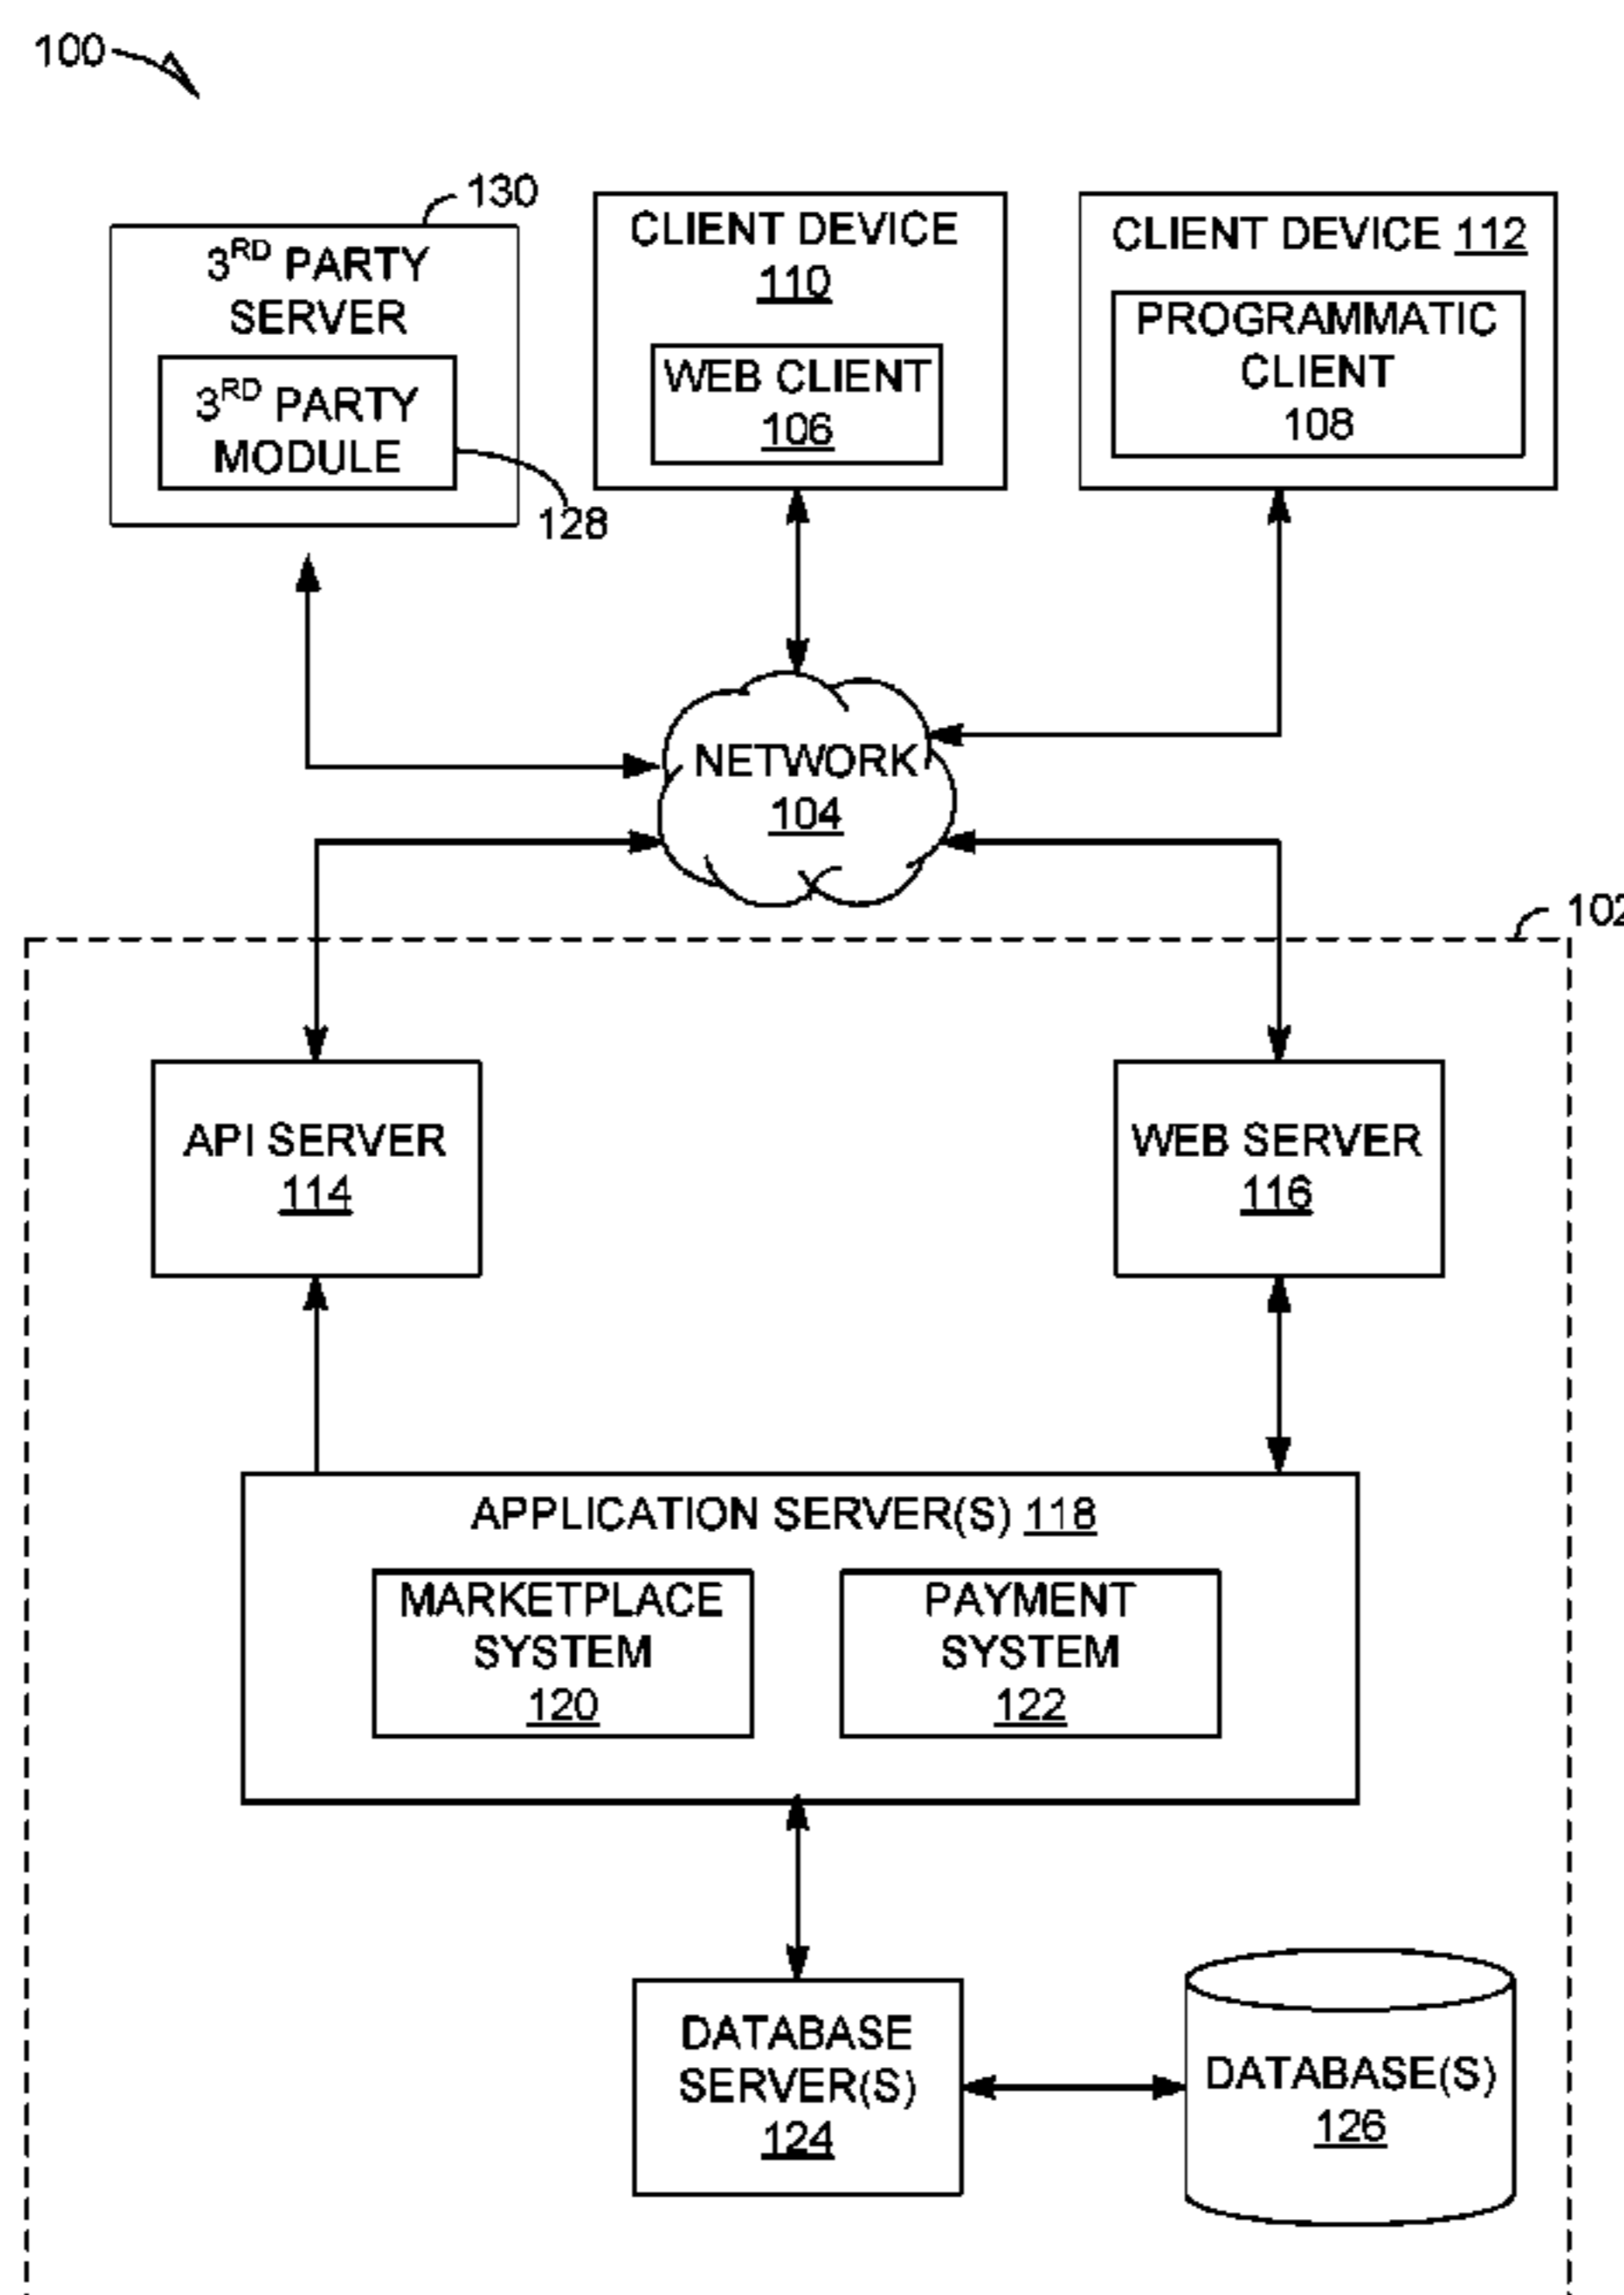 100
130
3RD PARTY
SERVER
3RD PARTY
MODULE
128
CLIENT DEVICE
110
WEB CLIENT
106
CLIENT DEVICE 112
PROGRAMMATIC
CLIENT
108
NETWORK
104
102
API SERVER
114
WEB SERVER
116
APPLICATION SERVER(S) 118
MARKETPLACE
SYSTEM
120
PAYMENT
SYSTEM
122
DATABASE
SERVER(S)
124
DATABASE(S)
126